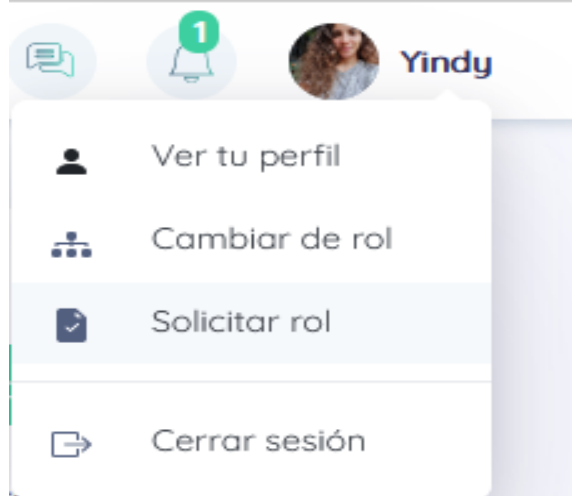 1
Yindy
Ver tu perfil
Cambiar de rol
Solicitar rol
Cerrar sesión